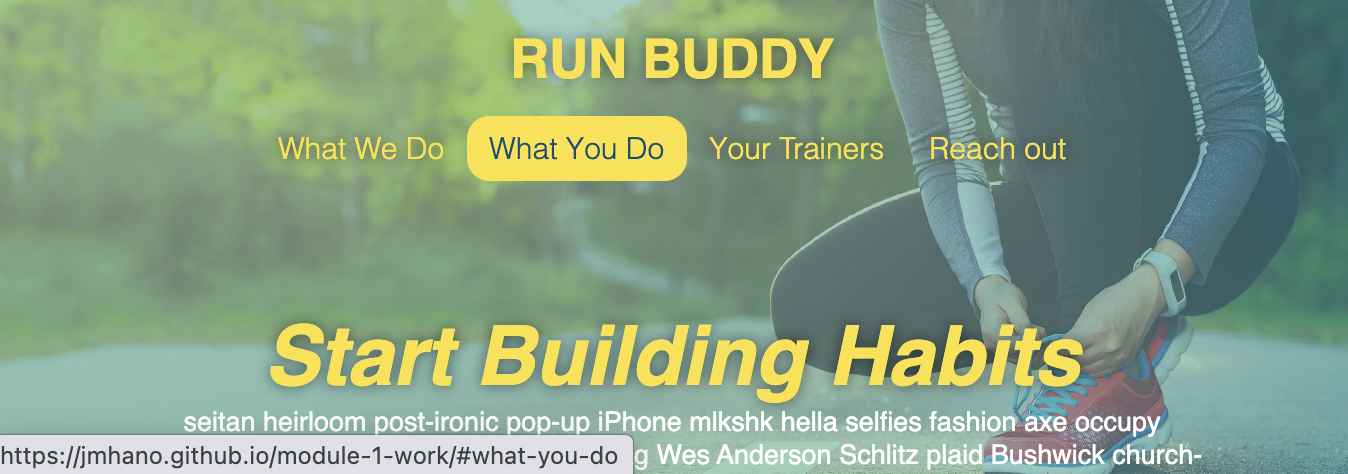 RUN BUDDY
What We Do What You Do Your Trainers Reach out
Start Building Habits
seitan heirloom post-ironic pop-up iPhone mlkshk hella selfies fashion axe occupy
https://jmhano.github.io/module-1-work/#what-you-do g Wes Anderson Schlitz plaid Bushwick church-